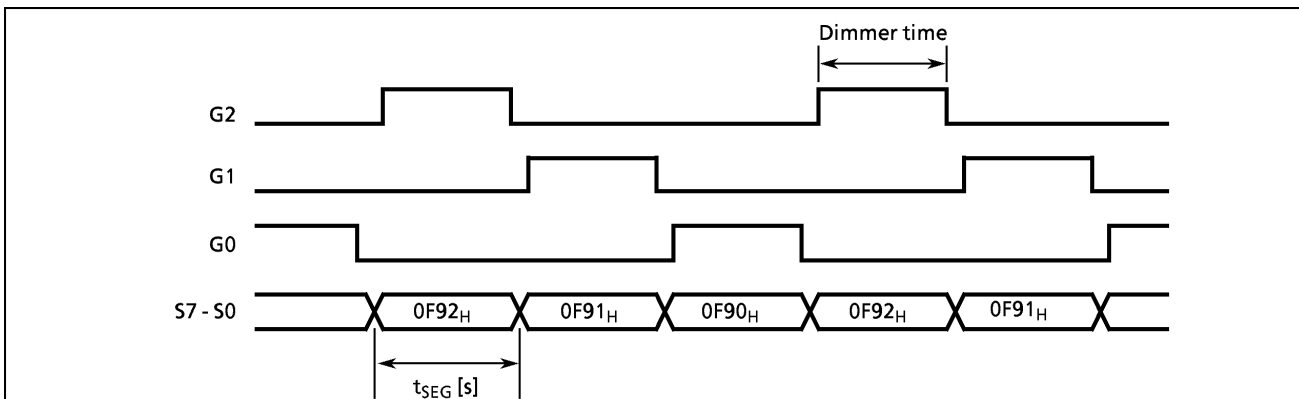 Dimmer time
G2
G1
G0
S7 - S0 0F92H 0F91H 0F90H 0F92H 0F91H
tSEG [s]